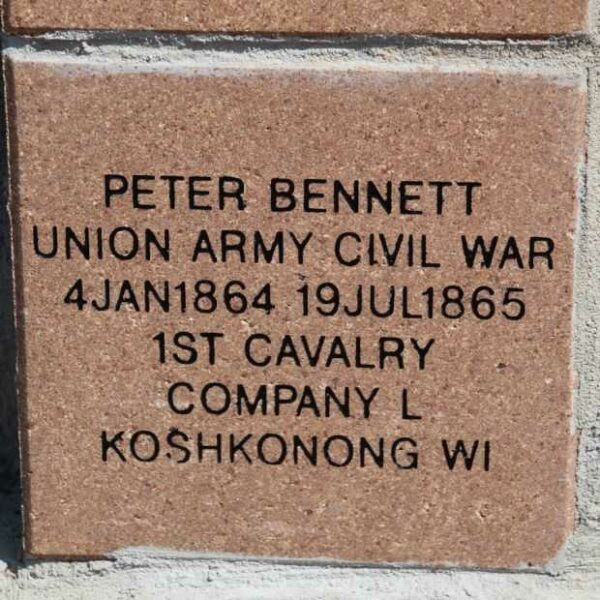 PETER BENNETT
UNION ARMY CIVIL WAR
4JAN1864 19JUL1865
1ST CAVALRY
COMPANY L
KOSHKONONG WI